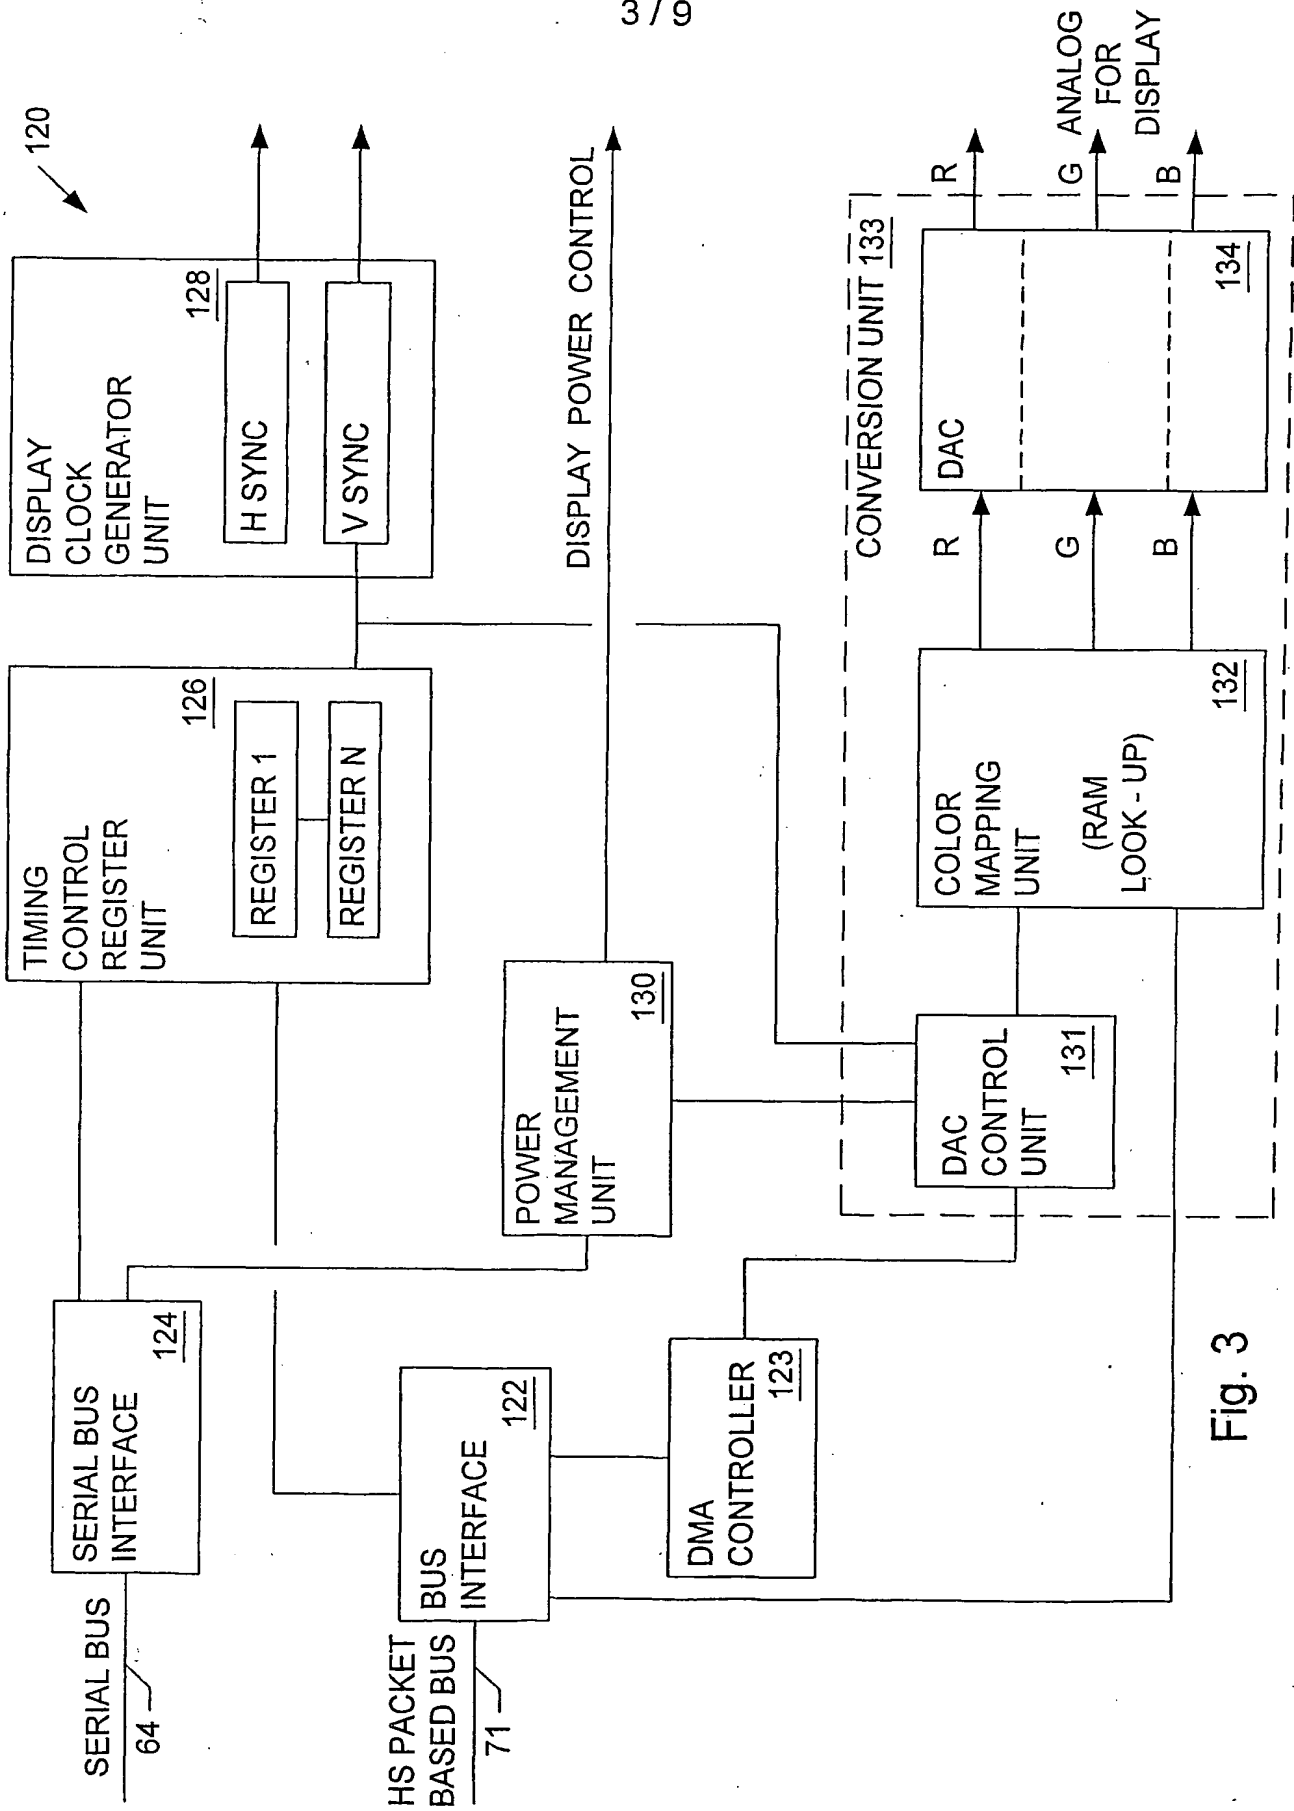 3 / 9
120
DISPLAY
CLOCK
GENERATOR
UNIT
128
H SYNC
V SYNC
TIMING
CONTROL
REGISTER
UNIT
126
REGISTER 1
REGISTER N
SERIAL BUS
INTERFACE
124
SERIAL BUS
64
DISPLAY POWER CONTROL
POWER
MANAGEMENT
UNIT
130
BUS
INTERFACE
122
HS PACKET
BASED BUS
71
DMA
CONTROLLER
123
CONVERSION UNIT 133
DAC
CONTROL
UNIT
131
COLOR
MAPPING
UNIT
(RAM
LOOK - UP)
132
R
G
B
DAC
134
R
G
B
ANALOG
FOR
DISPLAY
Fig. 3